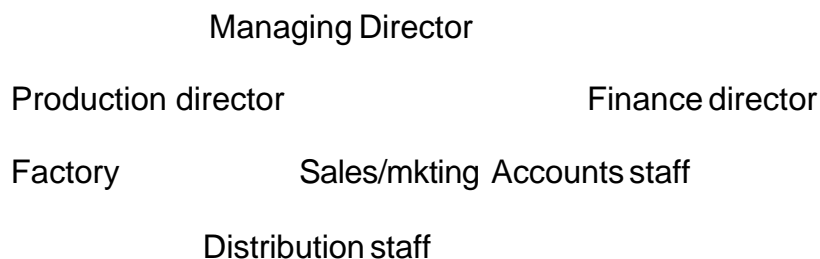 Managing Director
Production director Finance director
Factory Sales/mkting Accounts staff
Distribution staff